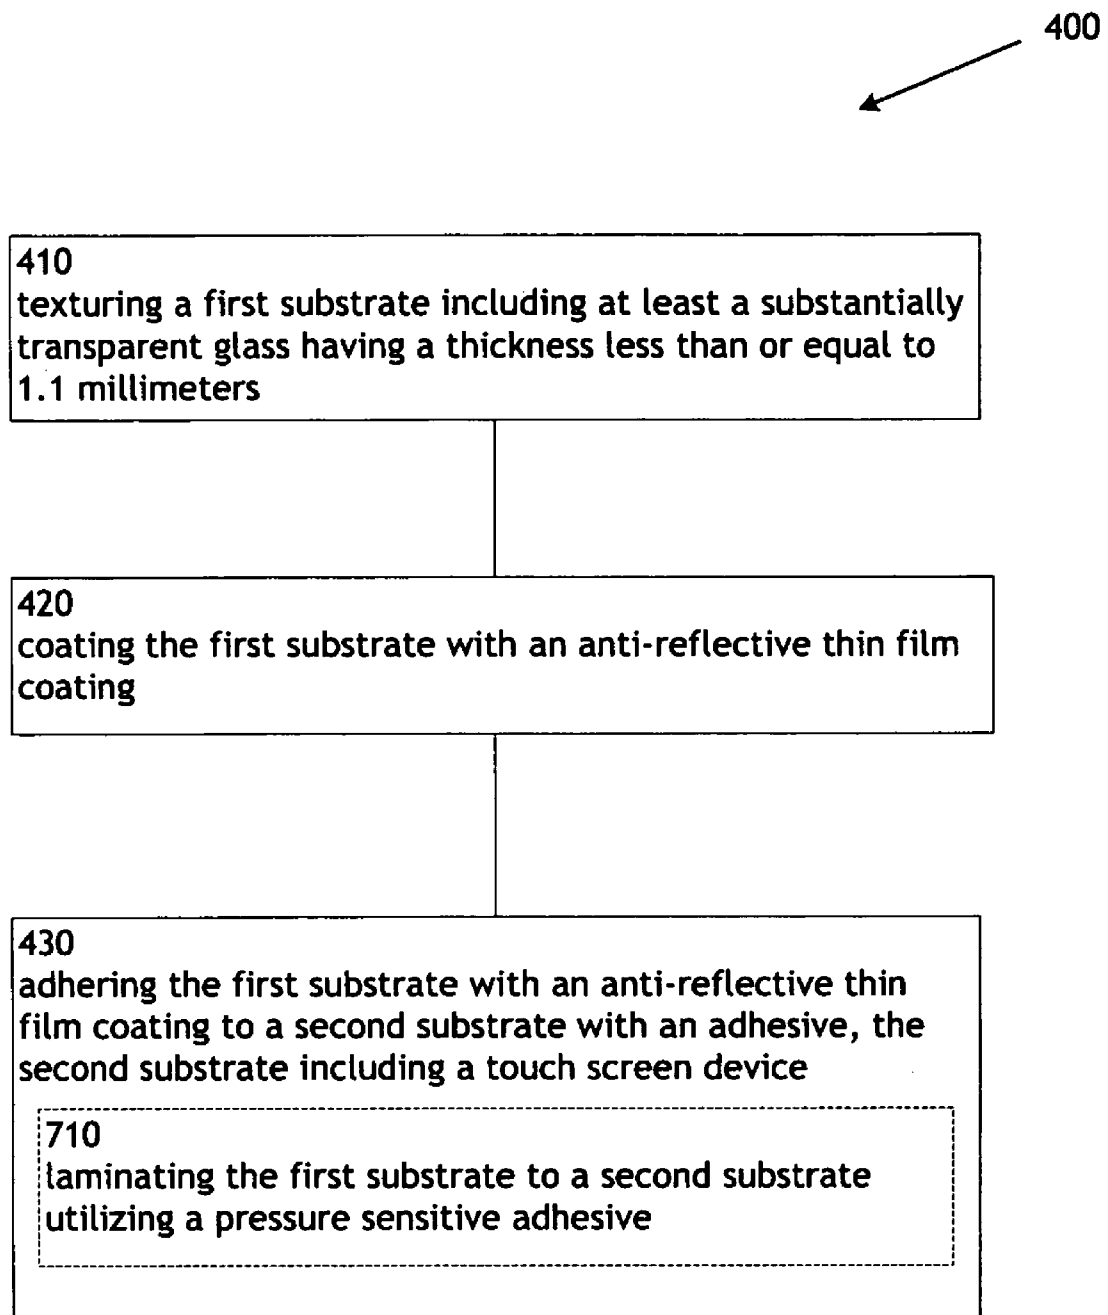 400
410
texturing a first substrate including at least a substantially
transparent glass having a thickness less than or equal to
1.1 millimeters
420
coating the first substrate with an anti-reflective thin film
coating
430
adhering the first substrate with an anti-reflective thin
film coating to a second substrate with an adhesive, the
second substrate including a touch screen device
710
laminating the first substrate to a second substrate
utilizing a pressure sensitive adhesive